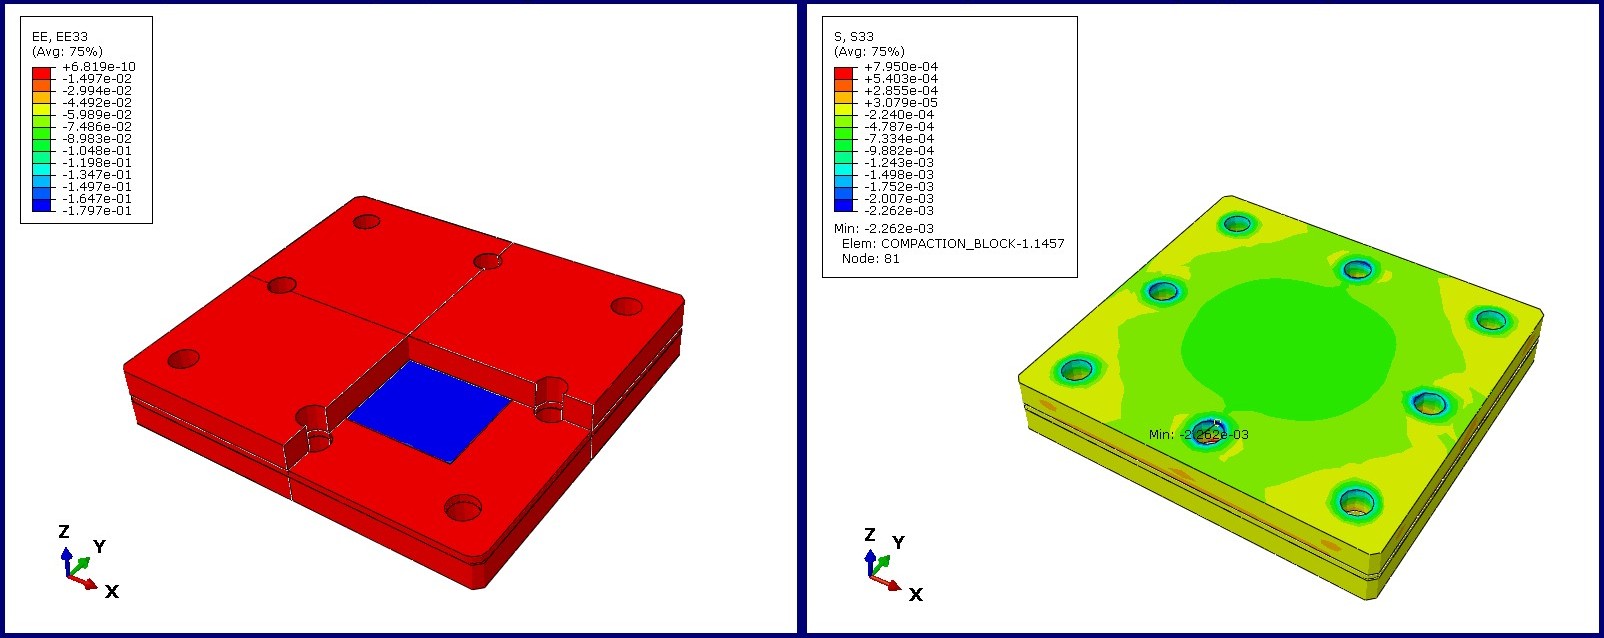 EE, EE33
(Avg: 75%)
+6.819e-10
-1.497e-02
-2.994e-02
-4.492e-02
-5.989e-02
-7.486e-02
-8.983e-02
-1.048e-01
-1.198e-01
-1.347e-01
-1.497e-01
-1.647e-01
-1.797e-01
Z
Y
X
S, S33
(Avg: 75%)
+7.950e-04
+5.403e-04
+2.855e-04
+3.079e-05
-2.240e-04
-4.787e-04
-7.334e-04
-9.882e-04
-1.243e-03
-1.498e-03
-1.752e-03
-2.007e-03
-2.262e-03
Min: -2.262e-03
Elem: COMPACTION_BLOCK-1.1457
Node: 81
Min: -2.262e-03
Z
Y
X